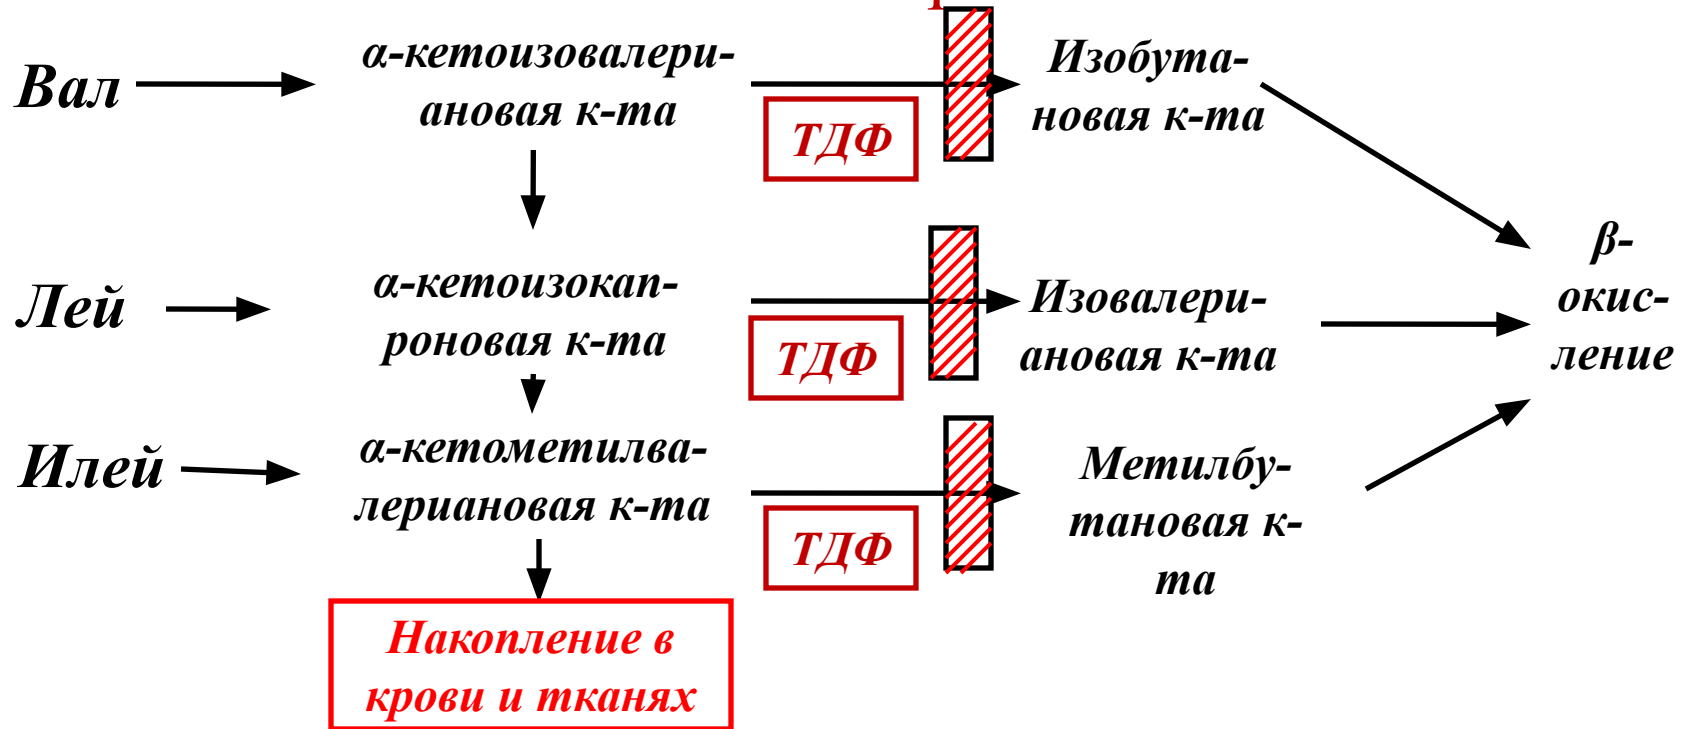 Вал
α-кетоизовалери-
ановая к-та
ТДФ
Изобута-
новая к-та
Лей
α-кетоизокап-
роновая к-та
ТДФ
Изовалери-
ановая к-та
β-
окис-
ление
Илей
α-кетометилва-
лериановая к-та
ТДФ
Метилбу-
тановая к-
та
Накопление в
крови и тканях